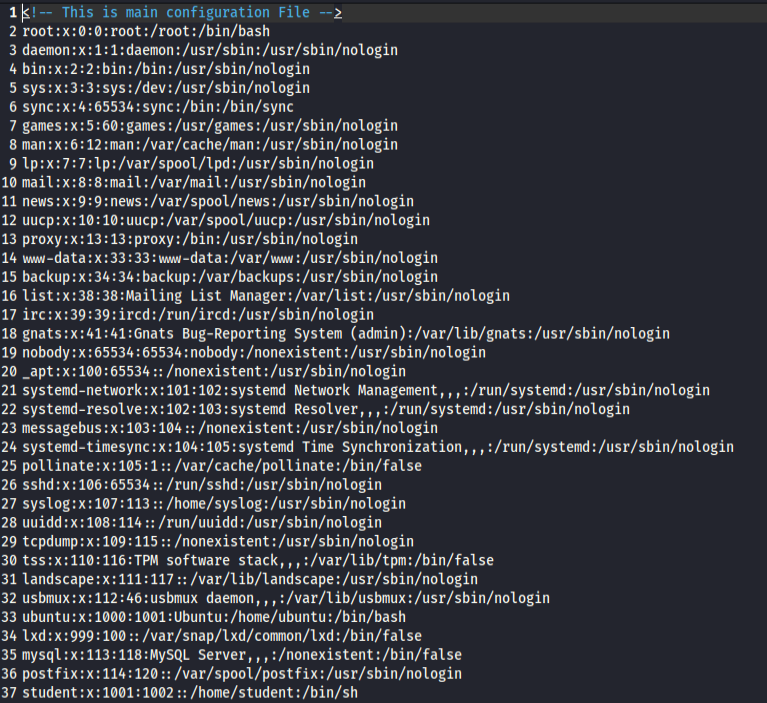 1 <!-- This is main configuration File -->
2 root:x:0:0:root:/root:/bin/bash
3 daemon:x:1:1:daemon:/usr/sbin:/usr/sbin/nologin
4 bin:x:2:2:bin:/bin:/usr/sbin/nologin
5 sys:x:3:3:sys:/dev:/usr/sbin/nologin
6 sync:x:4:65534:sync:/bin:/bin/sync
7 games:x:5:60:games:/usr/games:/usr/sbin/nologin
8 man:x:6:12:man:/var/cache/man:/usr/sbin/nologin
9 lp:x:7:7:lp:/var/spool/lpd:/usr/sbin/nologin
10 mail:x:8:8:mail:/var/mail:/usr/sbin/nologin
11 news:x:9:9:news:/var/spool/news:/usr/sbin/nologin
12 uucp:x:10:10:uucp:/var/spool/uucp:/usr/sbin/nologin
13 proxy:x:13:13:proxy:/bin:/usr/sbin/nologin
14 www-data:x:33:33:www-data:/var/www:/usr/sbin/nologin
15 backup:x:34:34:backup:/var/backups:/usr/sbin/nologin
16 list:x:38:38:Mailing List Manager:/var/list:/usr/sbin/nologin
17 irc:x:39:39:ircd:/run/ircd:/usr/sbin/nologin
18 gnats:x:41:41:Gnats Bug-Reporting System (admin):/var/lib/gnats:/usr/sbin/nologin
19 nobody:x:65534:65534:nobody:/nonexistent:/usr/sbin/nologin
20 _apt:x:100:65534::/nonexistent:/usr/sbin/nologin
21 systemd-network:x:101:102:systemd Network Management,,,:/run/systemd:/usr/sbin/nologin
22 systemd-resolve:x:102:103:systemd Resolver,,,:/run/systemd:/usr/sbin/nologin
23 messagebus:x:103:104::/nonexistent:/usr/sbin/nologin
24 systemd-timesync:x:104:105:systemd Time Synchronization,,,:/run/systemd:/usr/sbin/nologin
25 pollinate:x:105:1::/var/cache/pollinate:/bin/false
26 sshd:x:106:65534::/run/sshd:/usr/sbin/nologin
27 syslog:x:107:113::/home/syslog:/usr/sbin/nologin
28 uuidd:x:108:114::/run/uuidd:/usr/sbin/nologin
29 tcpdump:x:109:115::/nonexistent:/usr/sbin/nologin
30 tss:x:110:116:TPM software stack,,,:/var/lib/tpm:/bin/false
31 landscape:x:111:117::/var/lib/landscape:/usr/sbin/nologin
32 usbmux:x:112:46:usbmux daemon,,,:/var/lib/usbmux:/usr/sbin/nologin
33 ubuntu:x:1000:1001:Ubuntu:/home/ubuntu:/bin/bash
34 lxd:x:999:100::/var/snap/lxd/common/lxd:/bin/false
35 mysql:x:113:118:MySQL Server,,,:/nonexistent:/bin/false
36 postfix:x:114:120::/var/spool/postfix:/usr/sbin/nologin
37 student:x:1001:1002::/home/student:/bin/sh